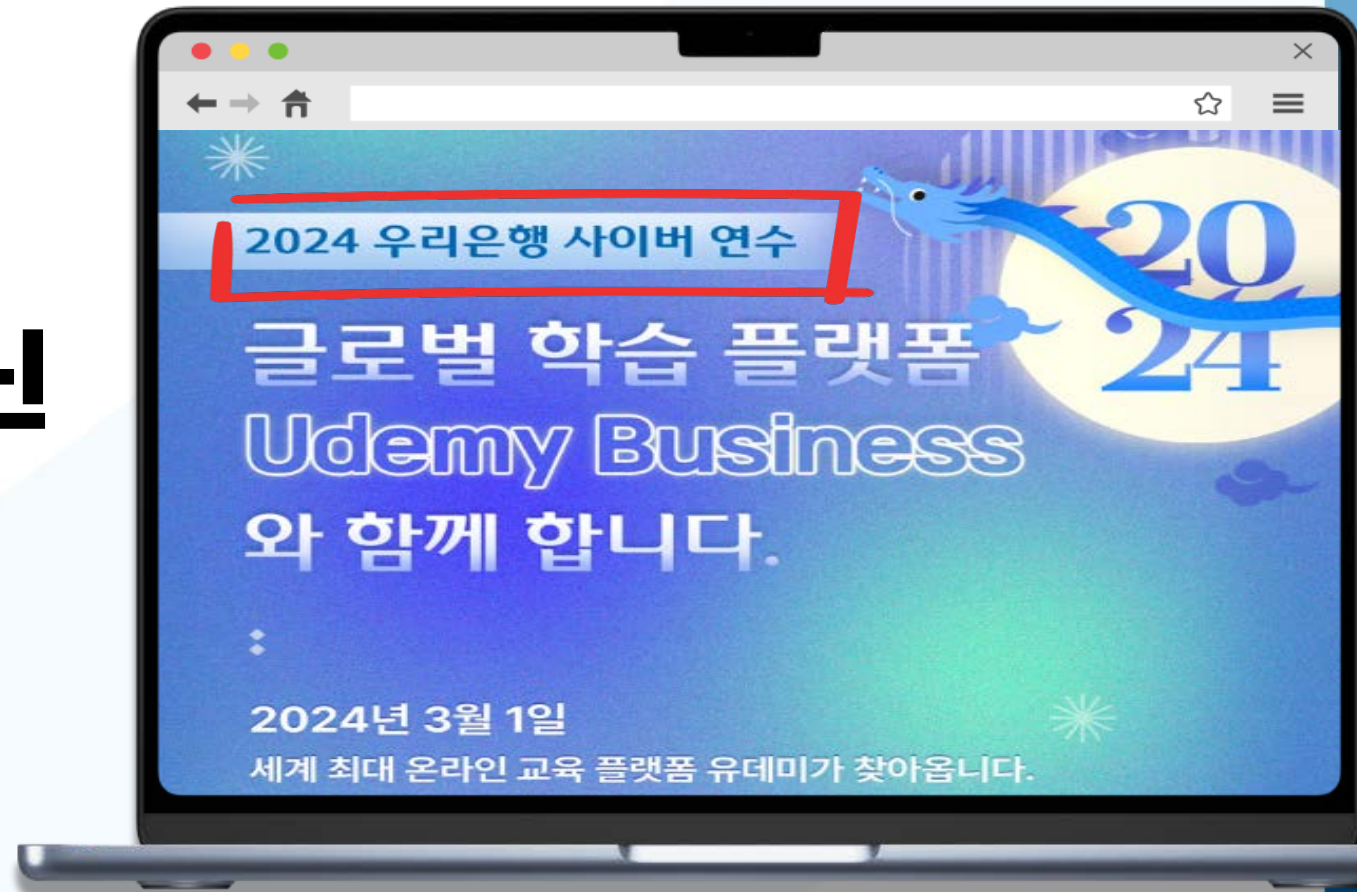 2024 우리은행 사이버 연수
20
24
글로벌 학습 플랫폼
Udemy Business
와 함께 합니다.
2024년 3월 1일
세계 최대 온라인 교육 플랫폼 유데미가 찾아옵니다.